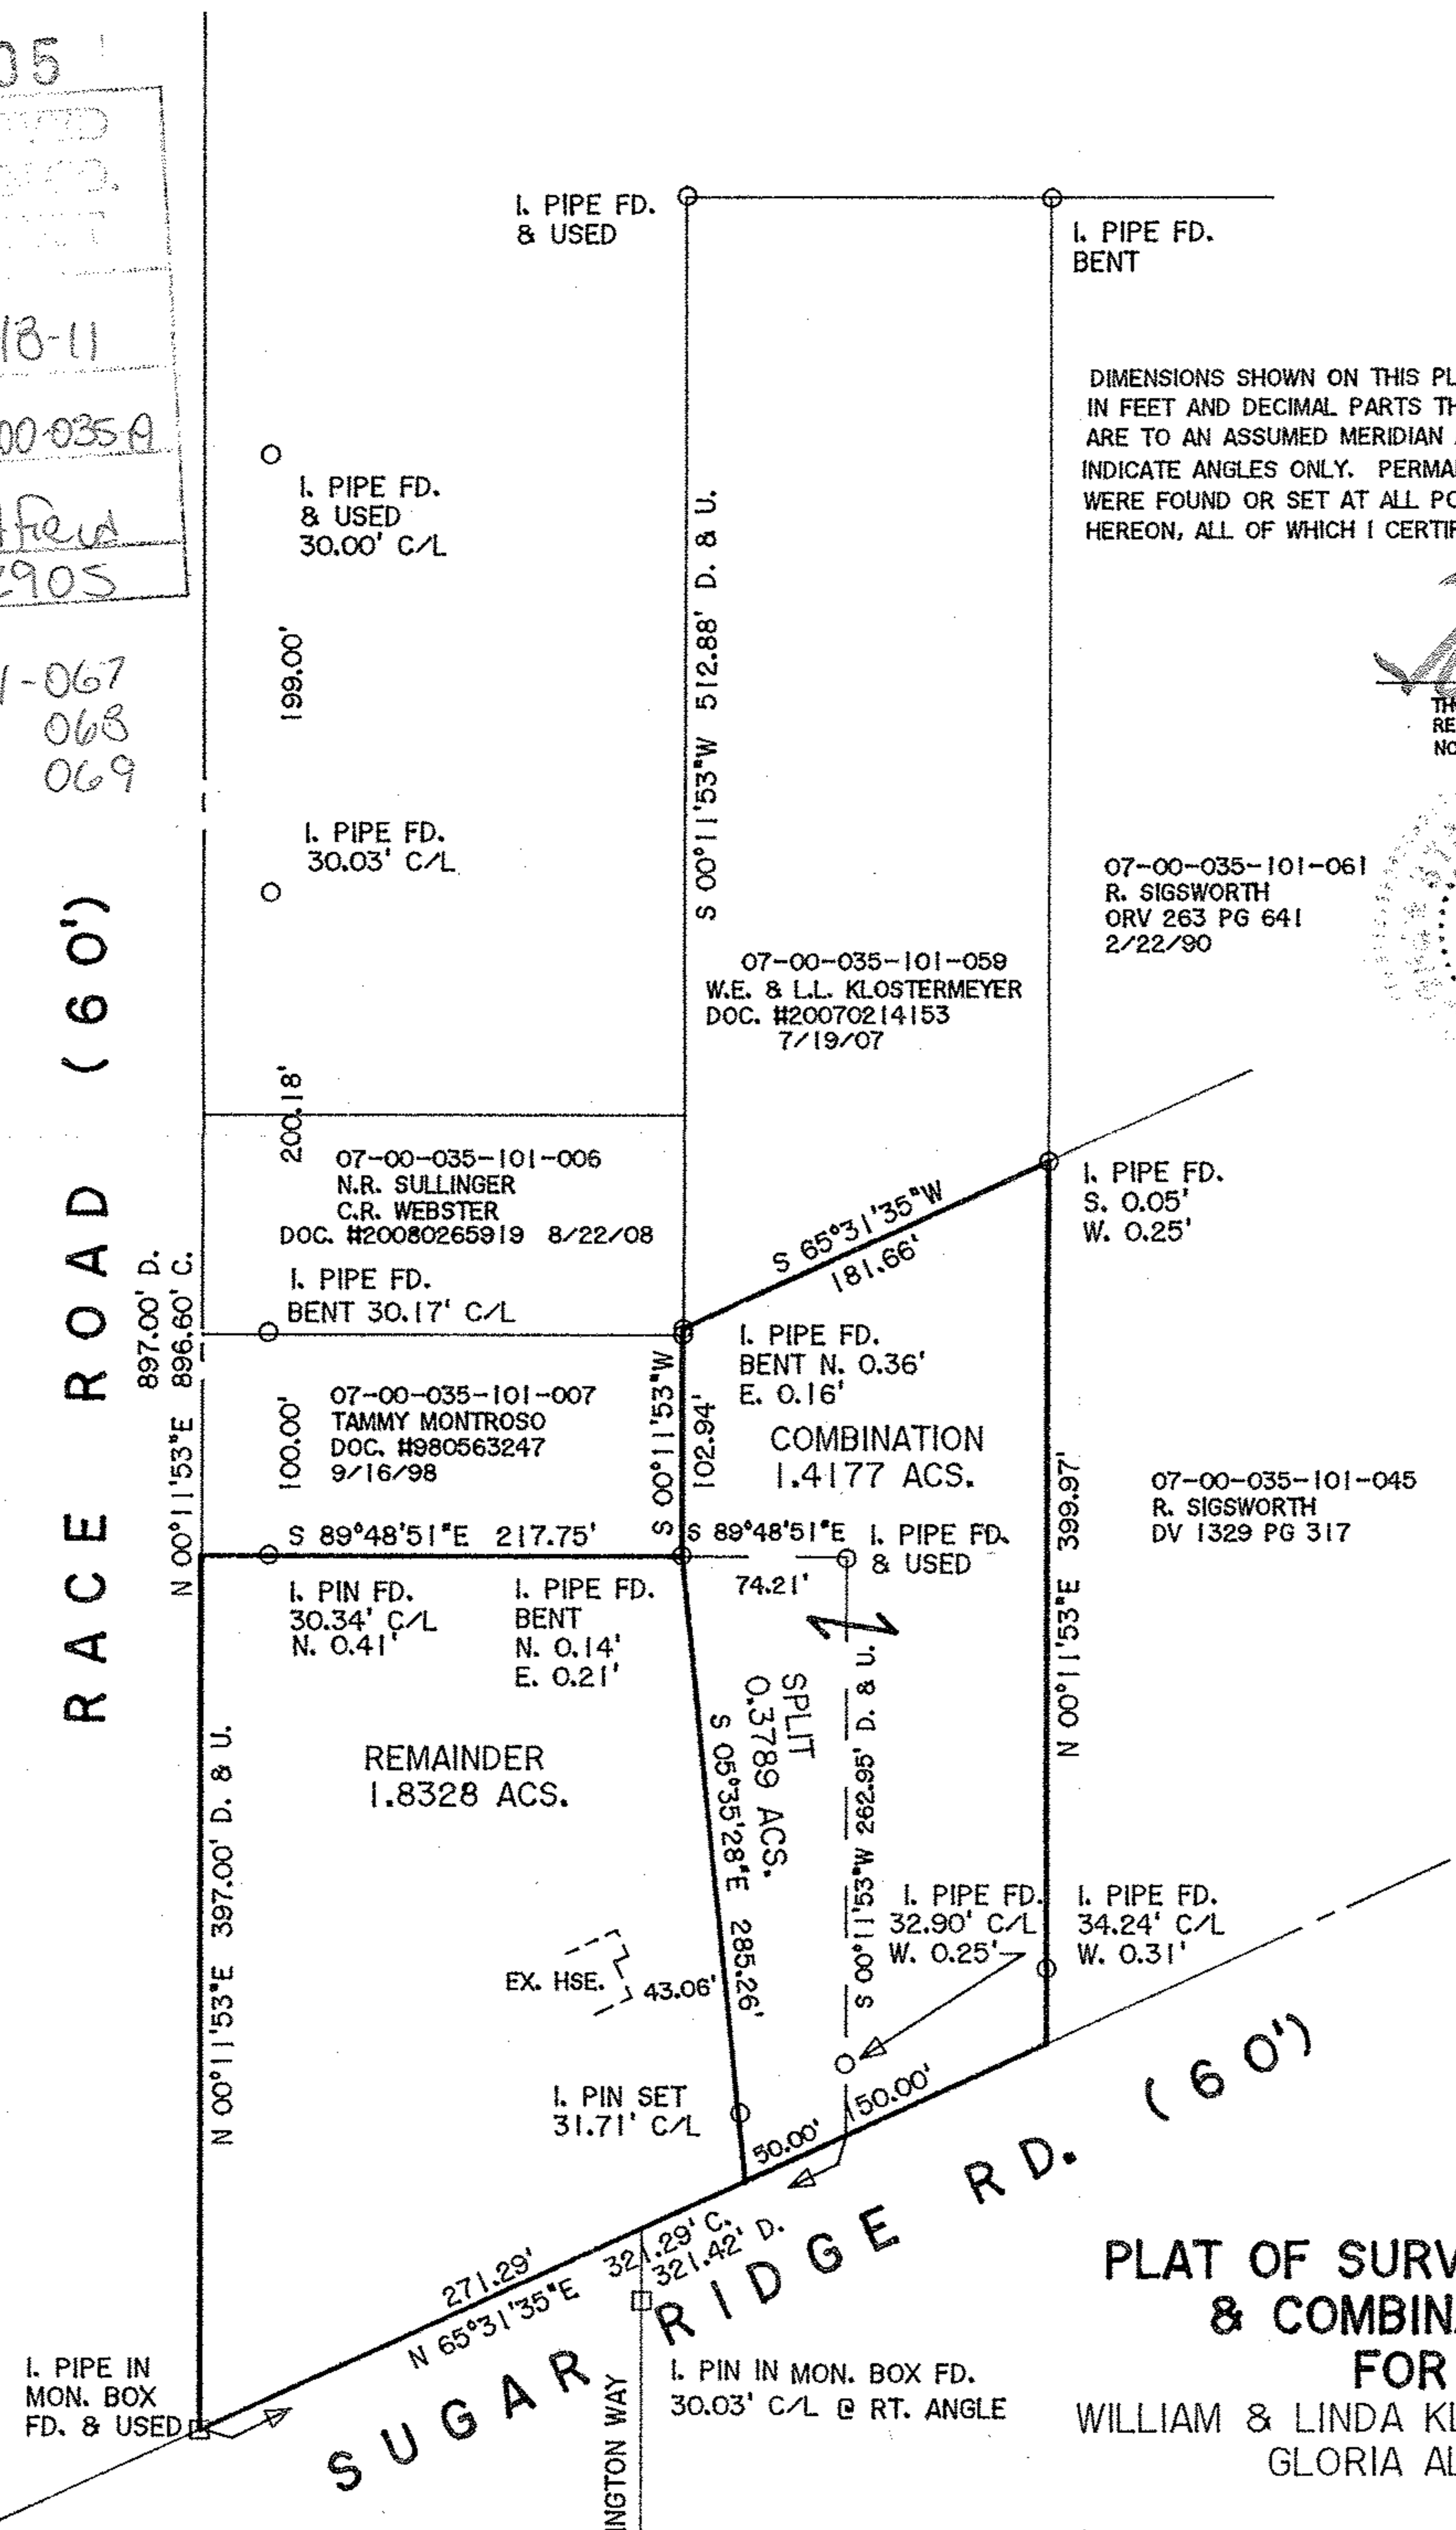 05
18-11
00-035-A
2905
1-067
068
069
I. PIPE FD.
& USED
I. PIPE FD.
BENT
DIMENSIONS SHOWN ON THIS PL
IN FEET AND DECIMAL PARTS TH
ARE TO AN ASSUMED MERIDIAN
INDICATE ANGLES ONLY. PERMA
WERE FOUND OR SET AT ALL PO
HEREON, ALL OF WHICH I CERTIF
TH
RE
NO
I. PIPE FD.
& USED
30.00' C/L
199.00'
S 00°11'53"W 512.88' D. & U.
I. PIPE FD.
30.03' C/L
07-00-035-101-061
R. SIGSWORTH
ORV 263 PG 641
2/22/90
07-00-035-101-059
W.E. & L.L. KLOSTERMEYER
DOC. #20070214153
7/19/07
200.18'
07-00-035-101-006
N.R. SULLINGER
C.R. WEBSTER
DOC. #20080265919 8/22/08
RACE ROAD (60')
897.00' D.
N 00°11'53"E 896.60' C.
I. PIPE FD.
BENT 30.17' C/L
S 65°31'35"W
181.66'
I. PIPE FD.
S. 0.05'
W. 0.25'
I. PIPE FD.
BENT N. 0.36'
E. 0.16'
100.00'
07-00-035-101-007
TAMMY MONTROSO
DOC. #980563247
9/16/98
S 00°11'53"W
102.94'
COMBINATION
1.4177 ACS.
N 00°11'53"E 399.97'
07-00-035-101-045
R. SIGSWORTH
DV 1329 PG 317
S 89°48'51"E 217.75'
S 89°48'51"E
74.21'
I. PIPE FD.
& USED
I. PIN FD.
30.34' C/L
N. 0.41'
I. PIPE FD.
BENT
N. 0.14'
E. 0.21'
Z
SPLIT
0.3789 ACS.
S 05°35'28"E 285.26'
S 00°11'53"W 262.95' D. & U.
REMAINDER
1.8328 ACS.
N 00°11'53"E 397.00' D. & U.
EX. HSE.
43.06'
I. PIPE FD.
32.90' C/L
W. 0.25'
I. PIPE FD.
34.24' C/L
W. 0.31'
I. PIN SET
31.71' C/L
50.00'
150.00'
271.29'
N 65°31'35"E
321.29' C.
321.42' D.
SUGAR RIDGE RD. (60')
I. PIPE IN
MON. BOX
FD. & USED
I. PIN IN MON. BOX FD.
30.03' C/L @ RT. ANGLE
INGTON WAY
PLAT OF SURV
& COMBINA
FOR
WILLIAM & LINDA KL
GLORIA AL